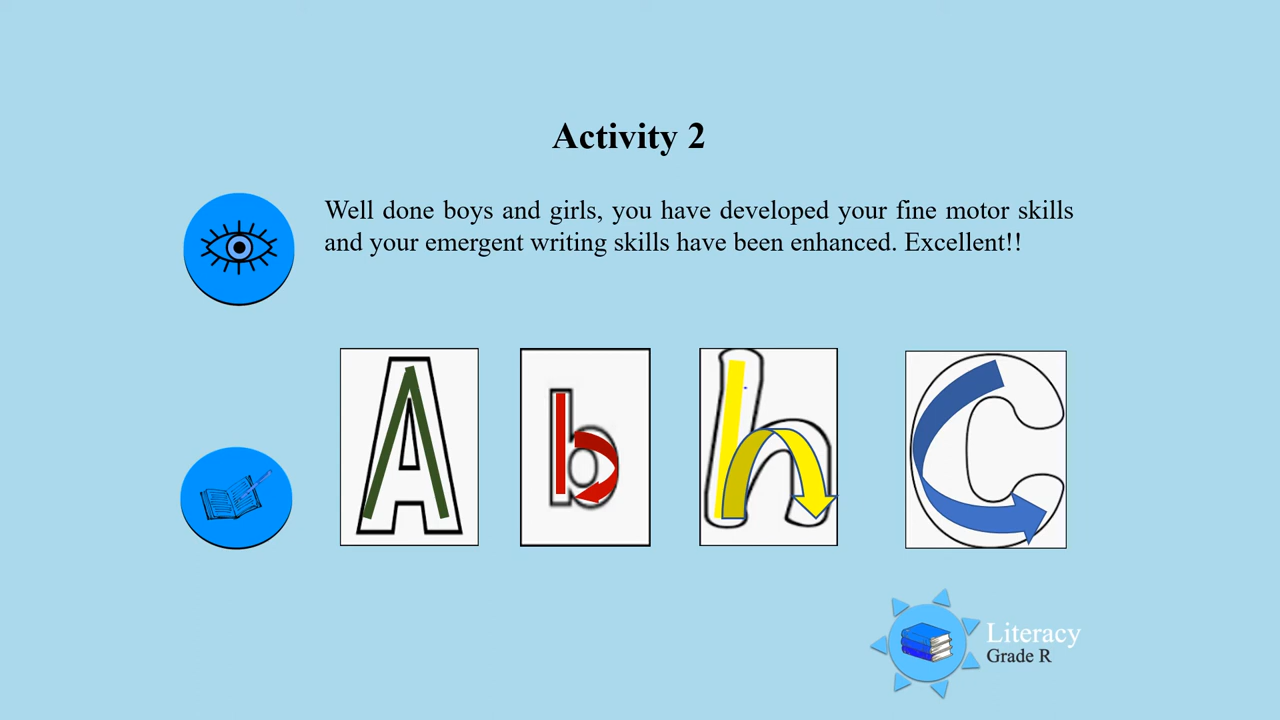 Activity 2
Well done boys and girls, you have developed your fine motor skills
and your emergent writing skills have been enhanced. Excellent!!
A b h C
Literacy
Grade R